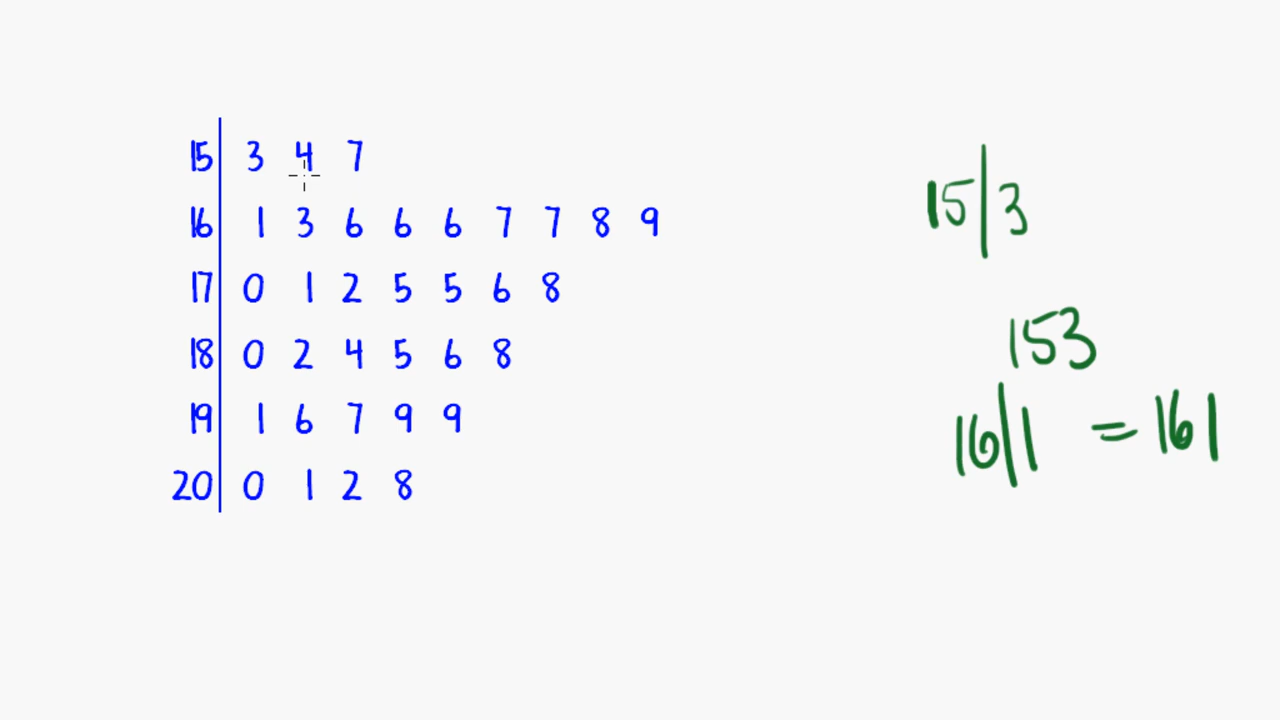 15 | 3 4 7
16 | 1 3 6 6 6 7 7 8 9
17 | 0 1 2 5 5 6 8
18 | 0 2 4 5 6 8
19 | 1 6 7 9 9
20 | 0 1 2 8
15 | 3
153
16 | 1 = 161